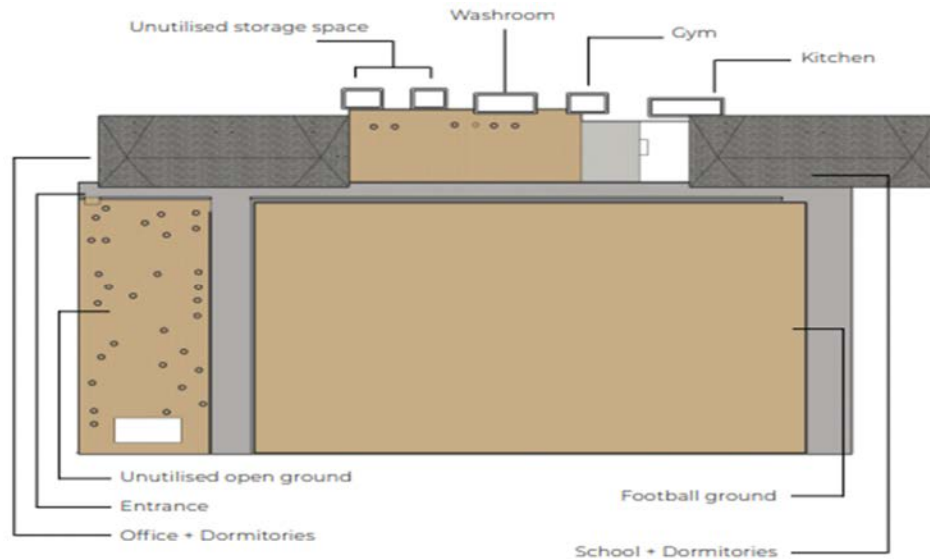 Washroom
Unutilised storage space
Gym
Kitchen
Unutilised open ground
Entrance
Football ground
Office + Dormitories
School + Dormitories